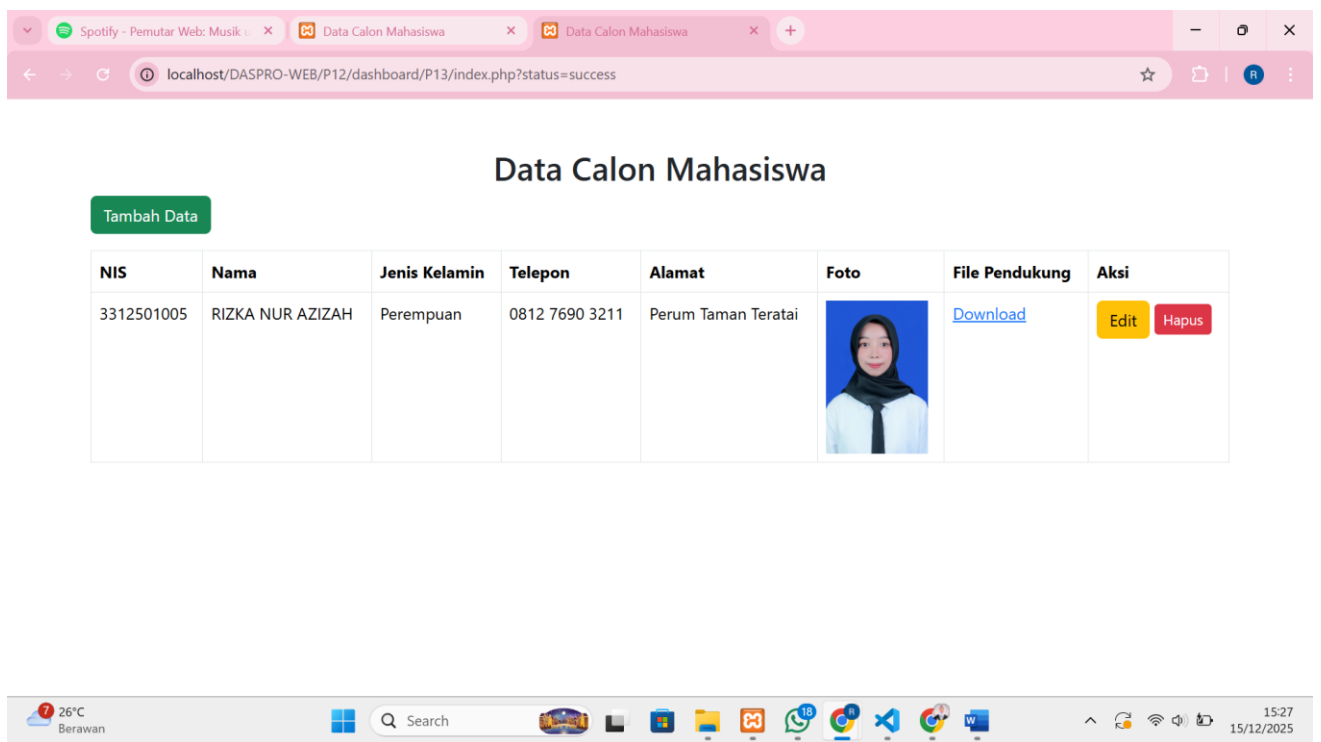 Spotify - Pemutar Web: Musik u
Data Calon Mahasiswa
Data Calon Mahasiswa
localhost/DASPRO-WEB/P12/dashboard/P13/index.php?status=success
R
Data Calon Mahasiswa
Tambah Data
NIS Nama Jenis Kelamin Telepon Alamat Foto File Pendukung Aksi
3312501005 RIZKA NUR AZIZAH Perempuan 0812 7690 3211 Perum Taman Teratai Download Edit Hapus
7
26°C
Berawan
Search
18
R
W
15:27
15/12/2025